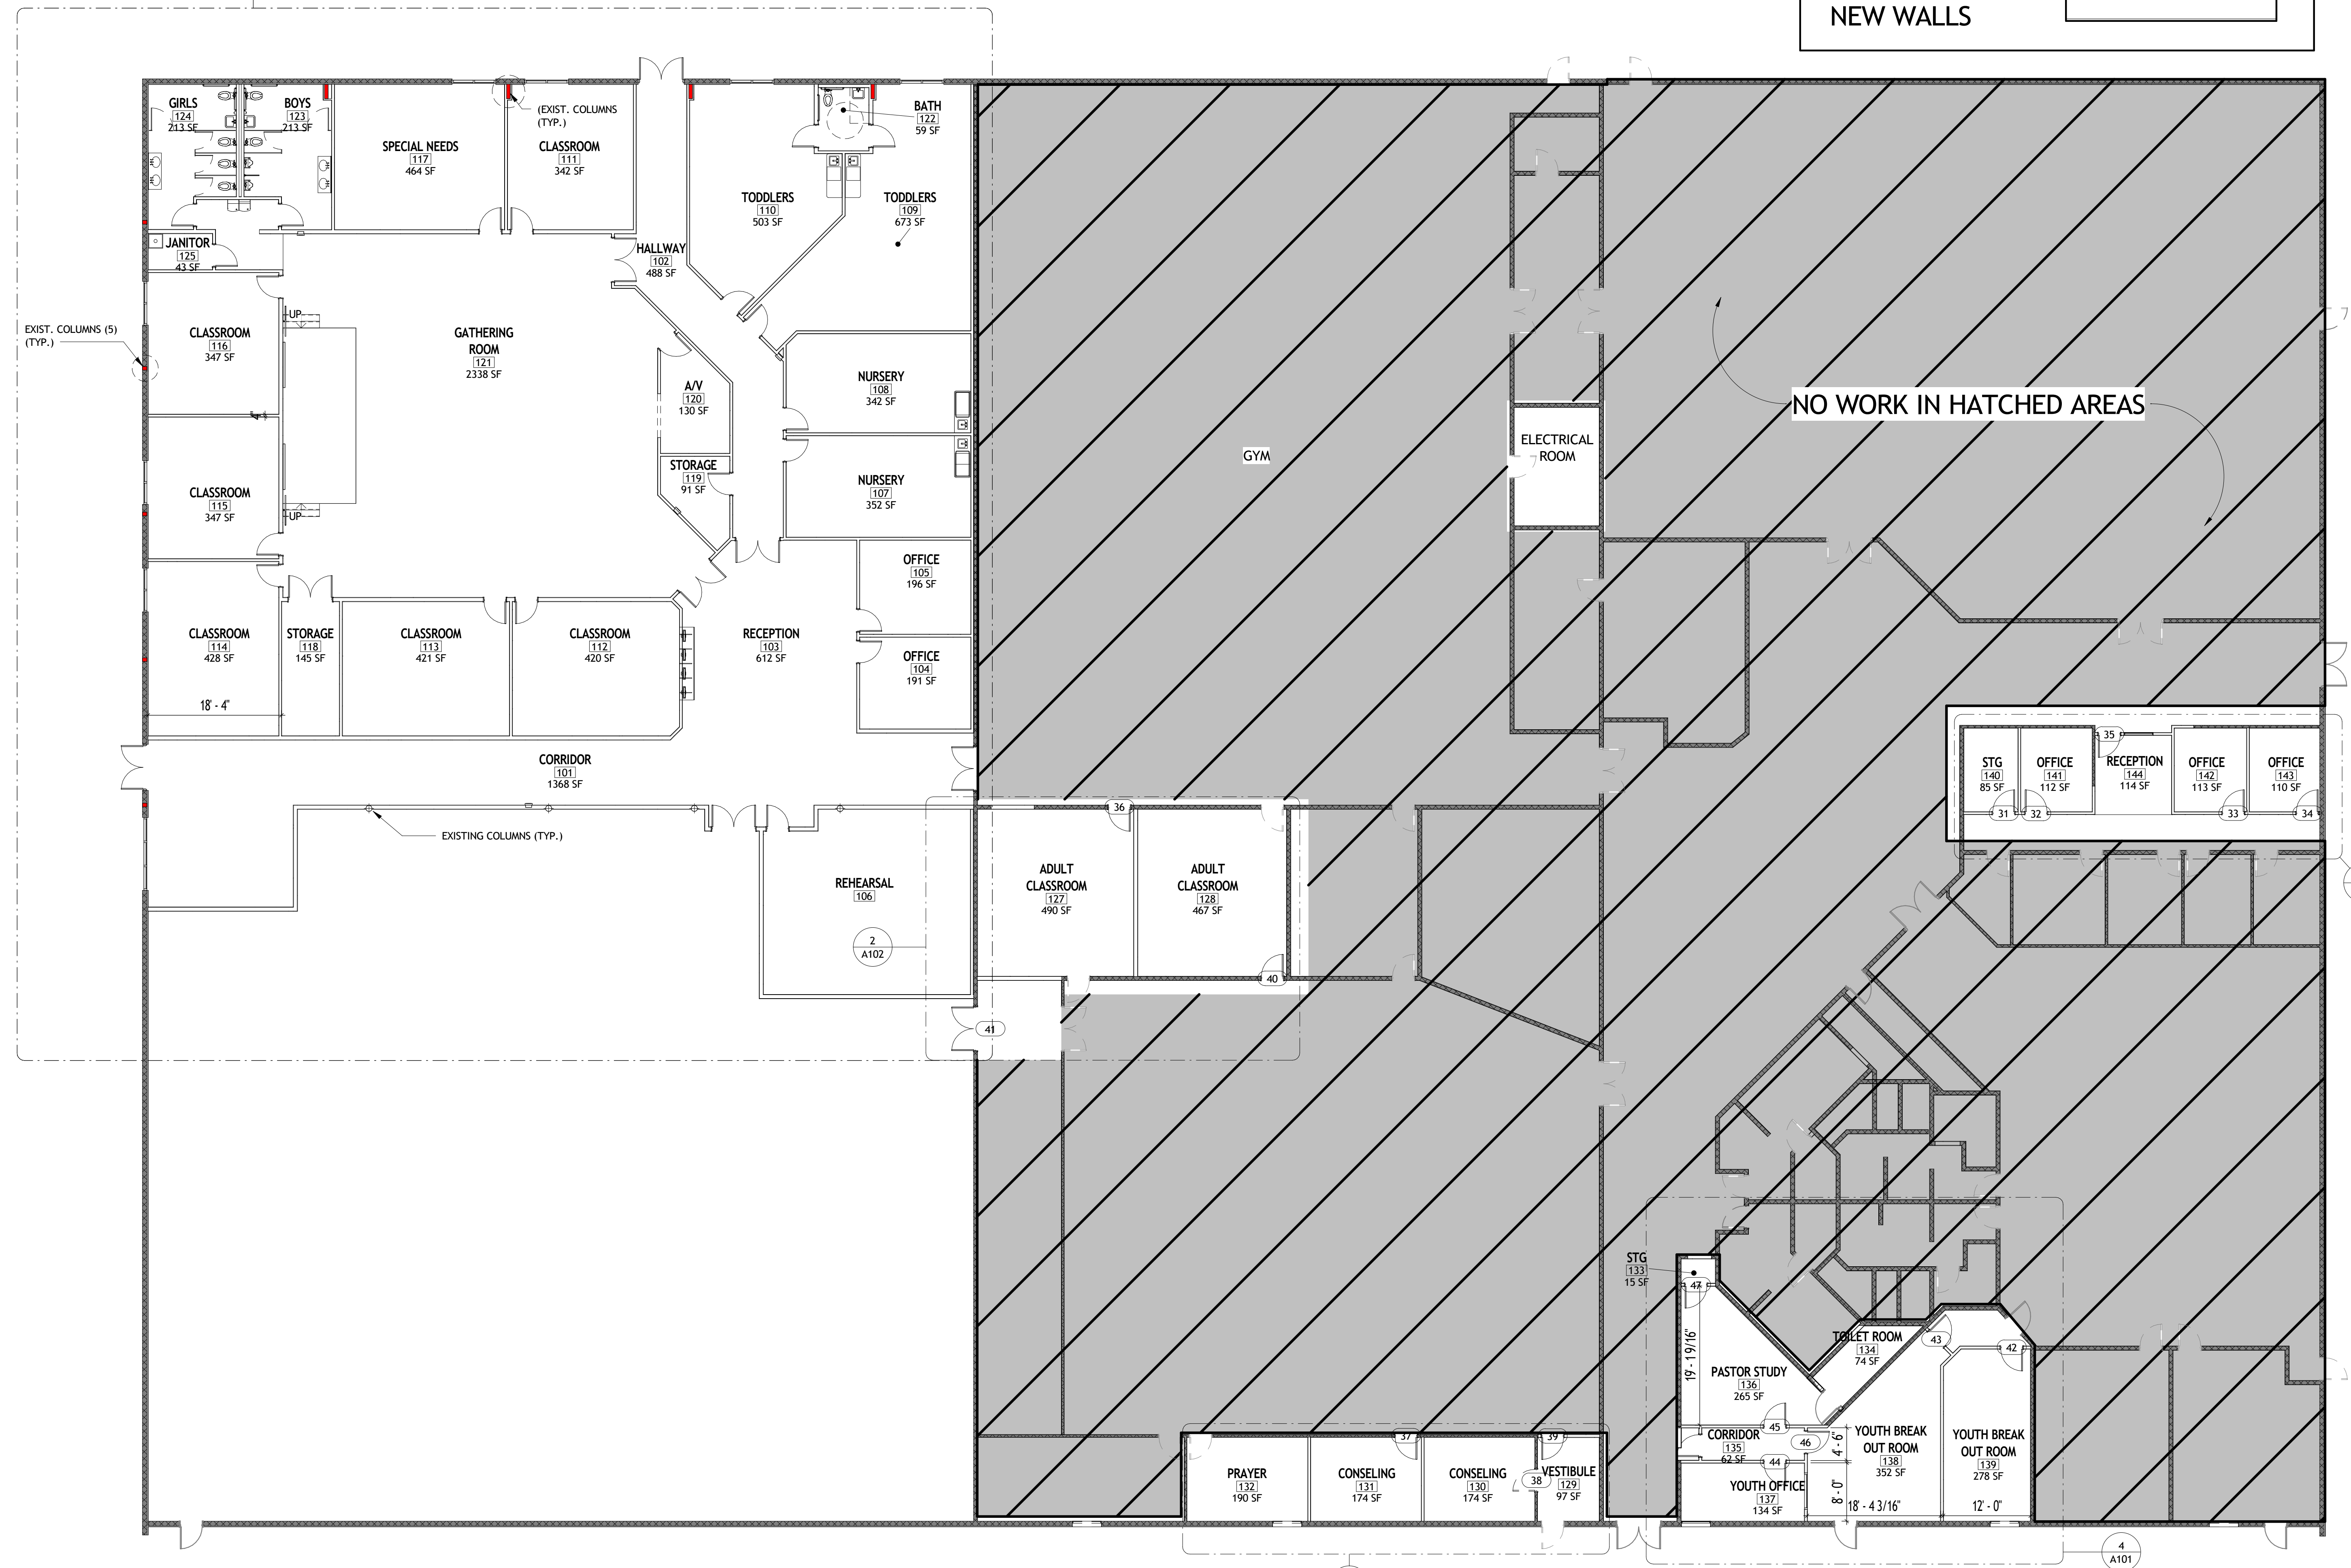 NEW WALLS
GIRLS
124
213 SF
BOYS
123
213 SF
SPECIAL NEEDS
117
464 SF
(EXIST. COLUMNS
(TYP.)
CLASSROOM
111
342 SF
BATH
122
59 SF
TODDLERS
110
503 SF
TODDLERS
109
673 SF
JANITOR
125
43 SF
HALLWAY
102
488 SF
EXIST. COLUMNS (5)
(TYP.)
UP
CLASSROOM
116
347 SF
4"
GATHERING
ROOM
121
2338 SF
A/V
120
130 SF
NURSERY
108
342 SF
NO WORK IN HATCHED AREAS
GYM
ELECTRICAL
ROOM
CLASSROOM
115
347 SF
UP
STORAGE
119
91 SF
NURSERY
107
352 SF
OFFICE
105
196 SF
CLASSROOM
114
428 SF
18' - 4"
STORAGE
118
145 SF
CLASSROOM
113
421 SF
CLASSROOM
112
420 SF
RECEPTION
103
612 SF
OFFICE
104
191 SF
CORRIDOR
101
1368 SF
EXISTING COLUMNS (TYP.)
35
STG
140
85 SF
OFFICE
141
112 SF
RECEPTION
144
114 SF
OFFICE
142
113 SF
OFFICE
143
110 SF
31
32
33
34
36
REHEARSAL
106
ADULT
CLASSROOM
127
490 SF
ADULT
CLASSROOM
128
467 SF
2
A102
40
41
STG
133
15 SF
47
19' - 1 9/16"
TOILET ROOM
134
74 SF
43
42
PASTOR STUDY
136
265 SF
45
CORRIDOR
135
62 SF
46
4' - 6"
44
YOUTH OFFICE
137
134 SF
8' - 0"
YOUTH BREAK
OUT ROOM
138
352 SF
18' - 4 3/16"
YOUTH BREAK
OUT ROOM
139
278 SF
12' - 0"
37
39
PRAYER
132
190 SF
CONSELING
131
174 SF
CONSELING
130
174 SF
38
VESTIBULE
129
97 SF
4
A101